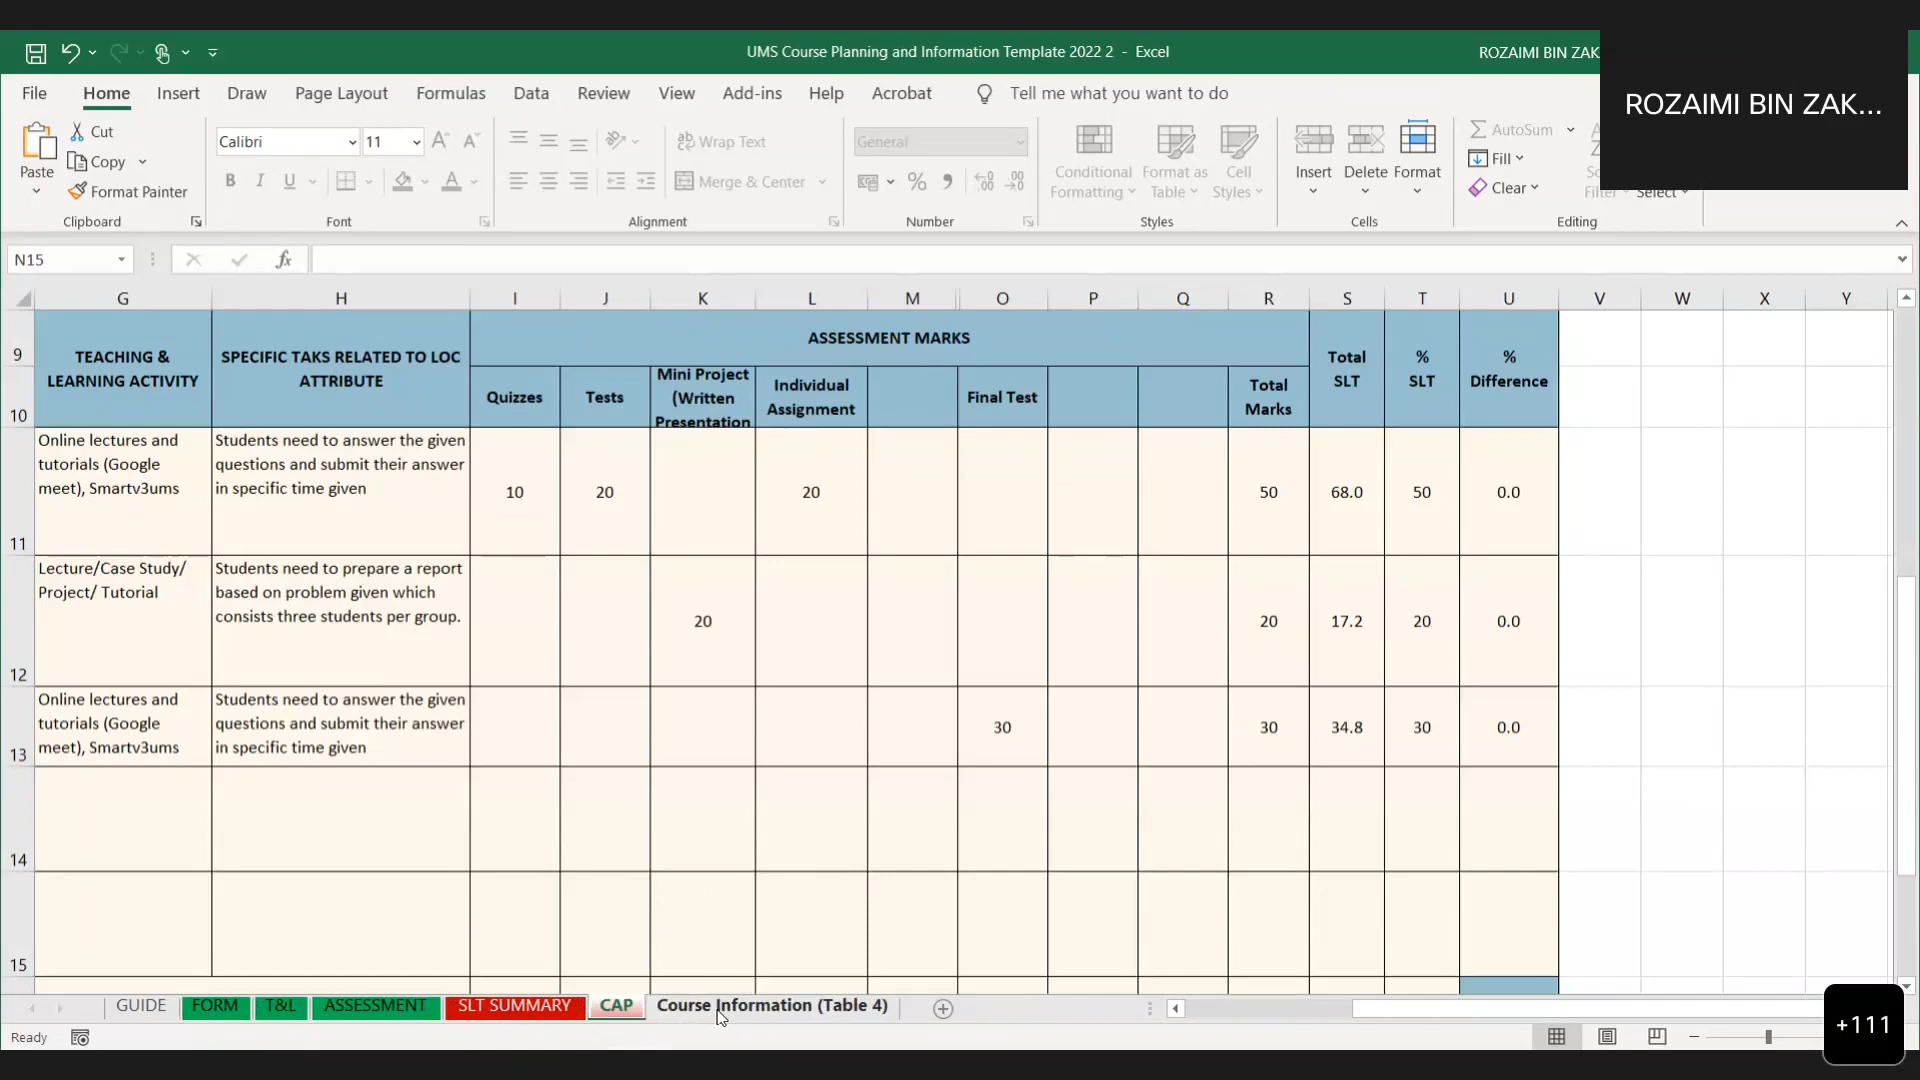 UMS Course Planning and Information Template 2022 2 - Excel
ROZAIMI BIN ZAK
ROZAIMI BIN ZAK...
File Home Insert Draw Page Layout Formulas Data Review View Add-ins Help Acrobat Tell me what you want to do
Paste
Cut
Copy
Format Painter
Clipboard
Calibri 11
B I U
Font
Wrap Text
Merge & Center
Alignment
General
Number
Conditional Formatting
Format as Table
Cell Styles
Styles
Insert Delete Format
Cells
AutoSum
Fill
Clear
Filter
Select
Editing
N15
fx
G H I J K L M O P Q R S T U V W X Y
9
TEACHING &
LEARNING ACTIVITY
SPECIFIC TAKS RELATED TO LOC
ATTRIBUTE
ASSESSMENT MARKS
Total
SLT
%
SLT
%
Difference
10
Quizzes
Tests
Mini Project
(Written
Presentation
Individual
Assignment
Final Test
Total
Marks
Online lectures and
tutorials (Google
meet), Smartv3ums
Students need to answer the given
questions and submit their answer
in specific time given
10 20 20 50 68.0 50 0.0
11
Lecture/Case Study/
Project/ Tutorial
Students need to prepare a report
based on problem given which
consists three students per group.
20 20 17.2 20 0.0
12
Online lectures and
tutorials (Google
meet), Smartv3ums
Students need to answer the given
questions and submit their answer
in specific time given
30 30 34.8 30 0.0
13
14
15
GUIDE FORM T&L ASSESSMENT SLT SUMMARY CAP Course Information (Table 4)
Ready
+111